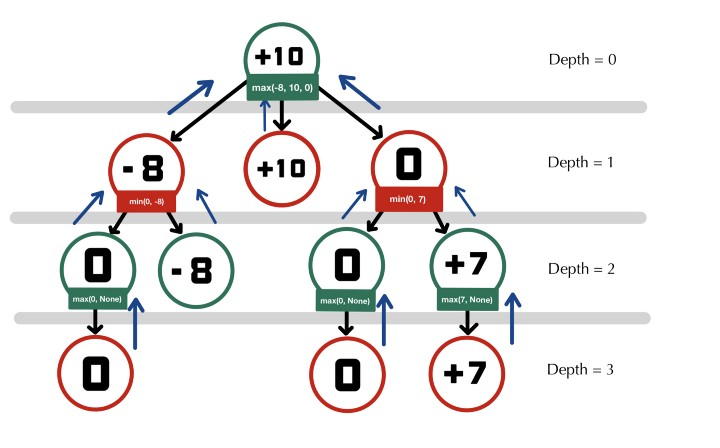 +10
max(-8, 10, 0)
Depth = 0
- 8
min(0, -8)
+10
0
min(0, 7)
Depth = 1
0
max(0, None)
- 8
0
max(0, None)
+7
max(7, None)
Depth = 2
0
0
+7
Depth = 3